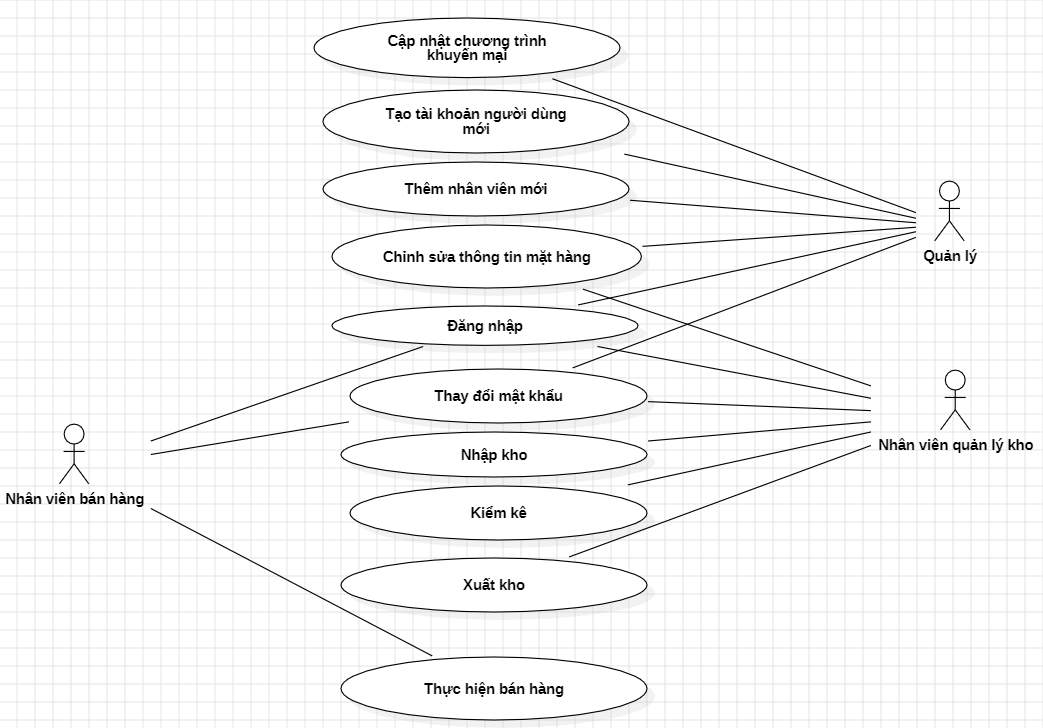 Cập nhật chương trình
khuyến mại
Tạo tài khoản người dùng
mới
Thêm nhân viên mới
Chỉnh sửa thông tin mặt hàng
Quản lý
Đăng nhập
Thay đổi mật khẩu
Nhân viên quản lý kho
Nhập kho
Nhân viên bán hàng
Kiểm kê
Xuất kho
Thực hiện bán hàng